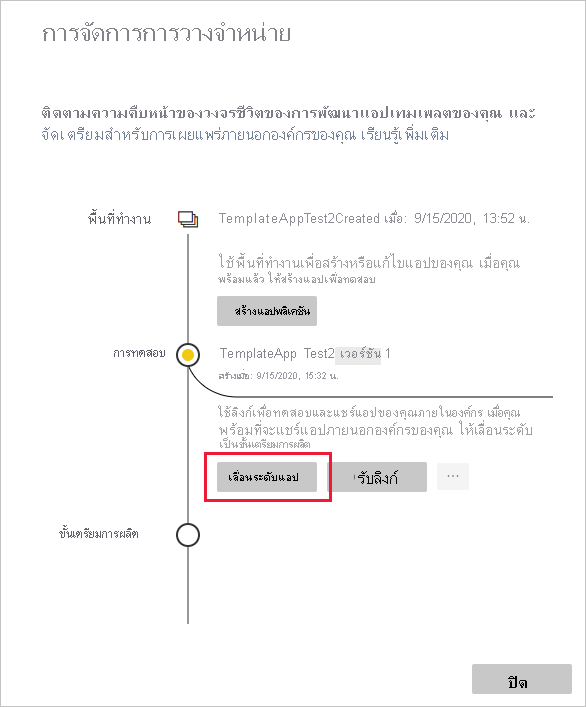 การจัดการการวางจำหน่าย
ติดตามความคืบหน้าของวงจรชีวิตของการพัฒนาแอปเทมเพลตของคุณ และ
จัดเตรียมสำหรับการเผยแพร่ภายนอกองค์กรของคุณ เรียนรู้เพิ่มเติม
พื้นที่ทำงาน
TemplateAppTest2Created เมื่อ: 9/15/2020, 13:52 น.
ใช้พื้นที่ทำงานเพื่อสร้างหรือแก้ไขแอปของคุณ เมื่อคุณ
พร้อมแล้ว ให้สร้างแอปเพื่อทดสอบ
สร้างแอปพลิเคชัน
การทดสอบ
TemplateApp Test2 เวอร์ชัน 1
สร้างเมื่อ: 9/15/2020, 15:32 น.
ใช้ลิงก์เพื่อทดสอบและแชร์แอปของคุณภายในองค์กร เมื่อคุณ
พร้อมที่จะแชร์แอปภายนอกองค์กรของคุณ ให้เลื่อนระดับ
เป็นขั้นเตรียมการผลิต
เลื่อนระดับแอป
รับลิงก์
...
ขั้นเตรียมการผลิต
ปิด